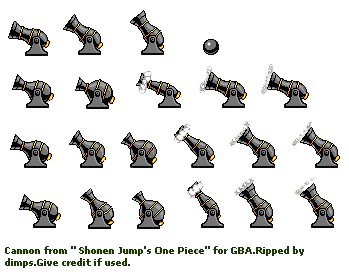 Cannon from " Shonen Jump's One Piece" for GBA.Ripped by
dimps.Give credit if used.